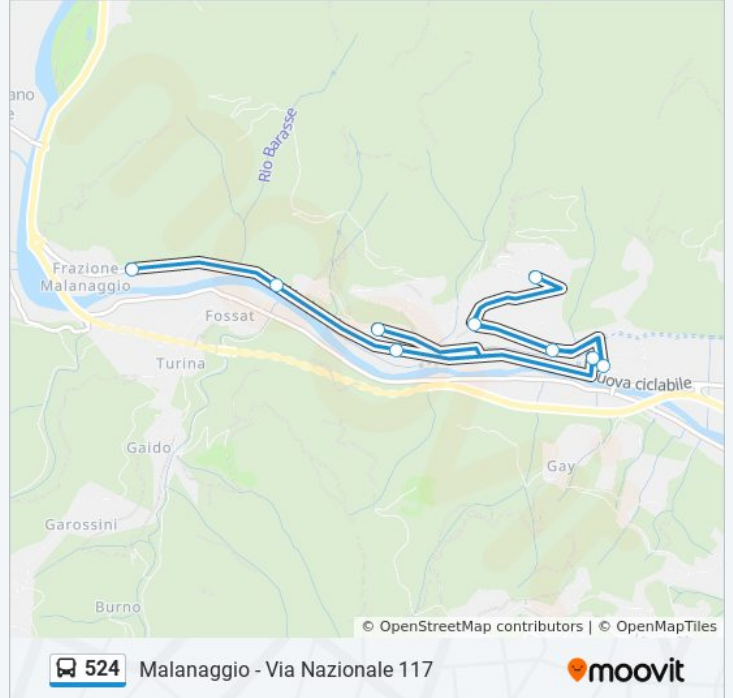 ano
e
Rio Barasse
Frazione
Malanaggio
Fossat
Turina
uova ciclabile
Gaido
Gay
Garossini
Burno
© OpenStreetMap contributors | © OpenMapTiles
524 Malanaggio - Via Nazionale 117
moovit